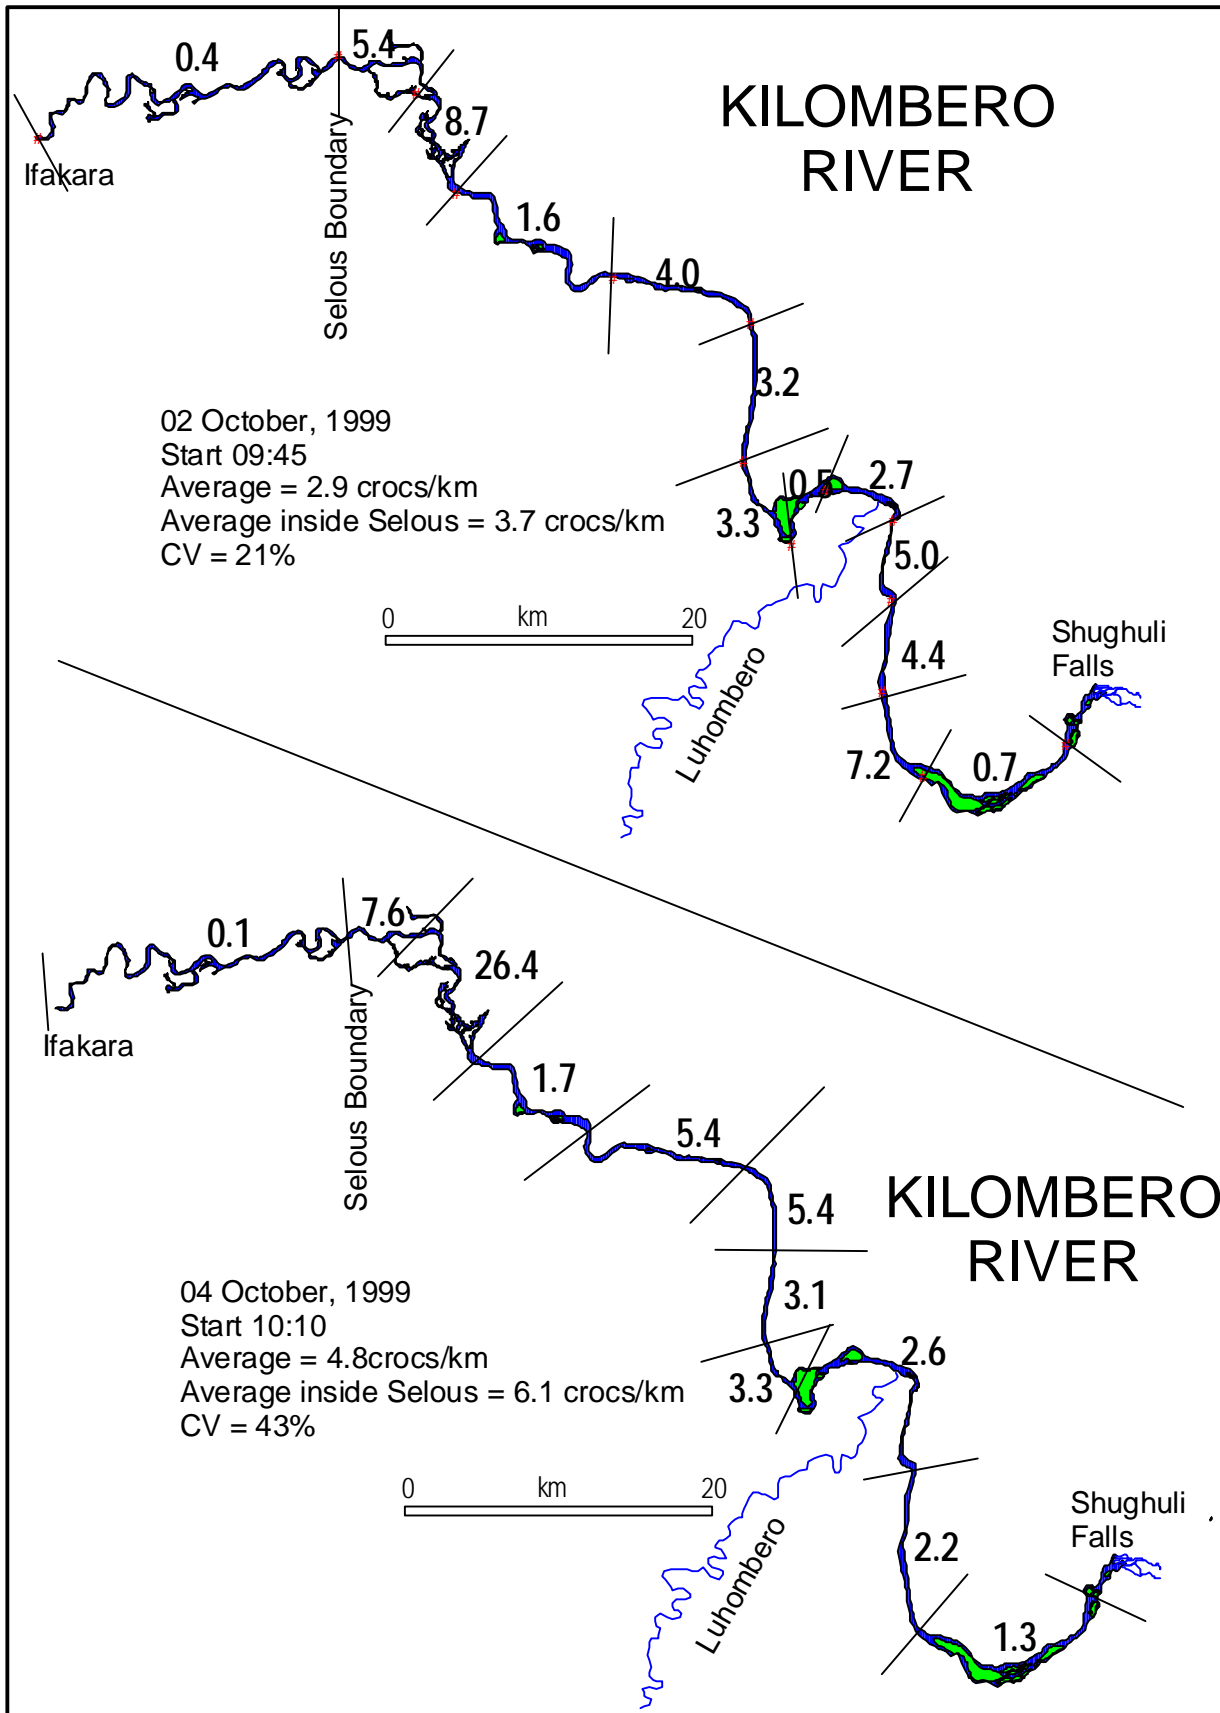 KILOMBERO
RIVER
0.4
5.4
8.7
Ifakara
Selous Boundary
1.6
4.0
3.2
02 October, 1999
Start 09:45
Average = 2.9 crocs/km
Average inside Selous = 3.7 crocs/km
CV = 21%
0.5
2.7
3.3
5.0
0 km 20
Luhombero
4.4
Shughuli
Falls
7.2
0.7
0.1
7.6
26.4
Ifakara
Selous Boundary
1.7
5.4
5.4
KILOMBERO
RIVER
04 October, 1999
Start 10:10
Average = 4.8crocs/km
Average inside Selous = 6.1 crocs/km
CV = 43%
3.1
2.6
3.3
0 km 20
Luhombero
2.2
Shughuli
Falls
1.3